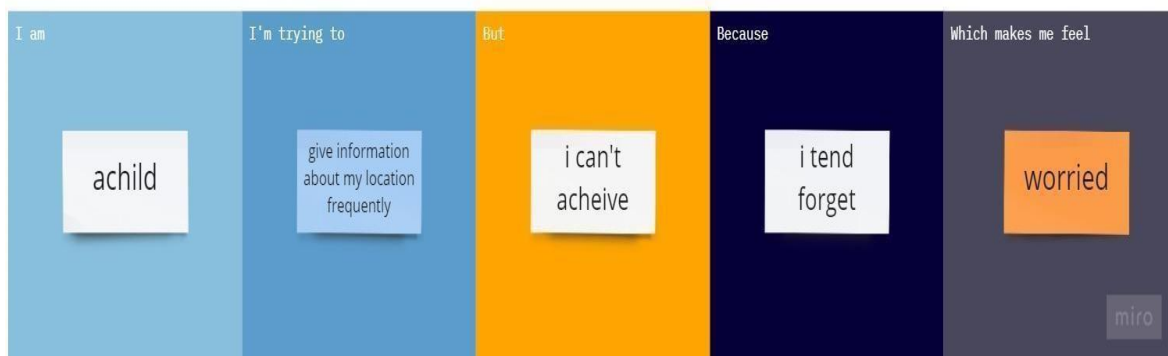 I am
I'm trying to
But
Because
Which makes me feel
achild
give information
about my location
frequently
i can't
acheive
i tend
forget
worried
miro